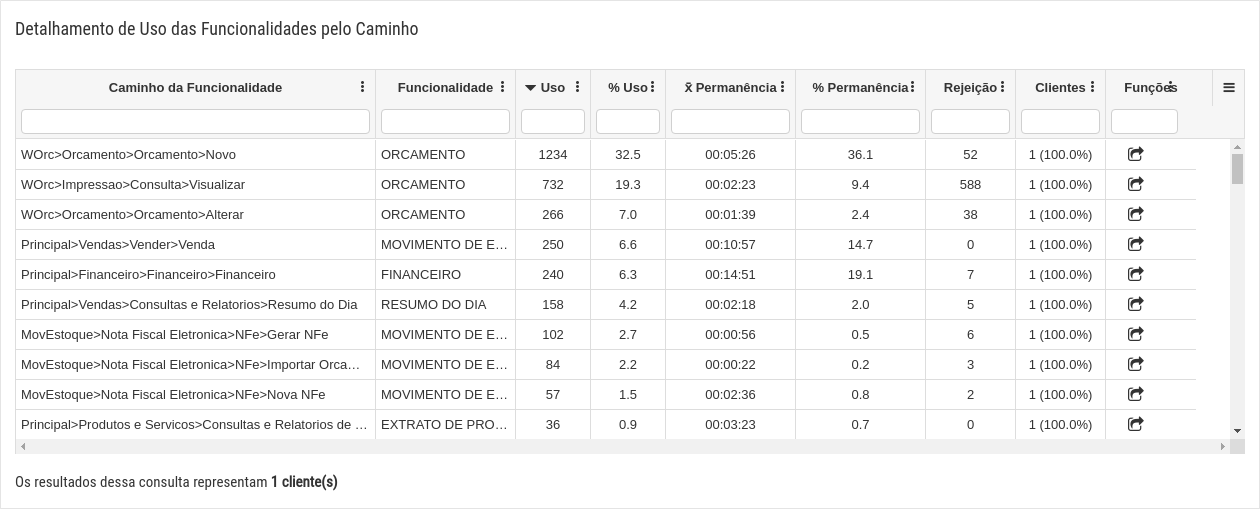 Detalhamento de Uso das Funcionalidades pelo Caminho
Caminho da Funcionalidade Funcionalidade Uso % Uso x̄ Permanência % Permanência Rejeição Clientes Funções
WOrc>Orcamento>Orcamento>Novo ORCAMENTO 1234 32.5 00:05:26 36.1 52 1 (100.0%)
WOrc>Impressao>Consulta>Visualizar ORCAMENTO 732 19.3 00:02:23 9.4 588 1 (100.0%)
WOrc>Orcamento>Orcamento>Alterar ORCAMENTO 266 7.0 00:01:39 2.4 38 1 (100.0%)
Principal>Vendas>Vender>Venda MOVIMENTO DE E... 250 6.6 00:10:57 14.7 0 1 (100.0%)
Principal>Financeiro>Financeiro>Financeiro FINANCEIRO 240 6.3 00:14:51 19.1 7 1 (100.0%)
Principal>Vendas>Consultas e Relatorios>Resumo do Dia RESUMO DO DIA 158 4.2 00:02:18 2.0 5 1 (100.0%)
MovEstoque>Nota Fiscal Eletronica>NFe>Gerar NFe MOVIMENTO DE E... 102 2.7 00:00:56 0.5 6 1 (100.0%)
MovEstoque>Nota Fiscal Eletronica>NFe>Importar Orca... MOVIMENTO DE E... 84 2.2 00:00:22 0.2 3 1 (100.0%)
MovEstoque>Nota Fiscal Eletronica>NFe>Nova NFe MOVIMENTO DE E... 57 1.5 00:02:36 0.8 2 1 (100.0%)
Principal>Produtos e Servicos>Consultas e Relatorios de ... EXTRATO DE PRO... 36 0.9 00:03:23 0.7 0 1 (100.0%)
Os resultados dessa consulta representam 1 cliente(s)